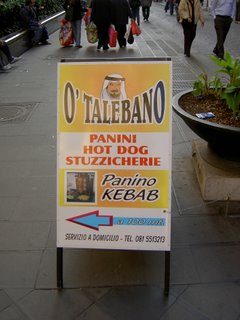 O' TALEBANO
PANINI
HOT DOG
STUZZICHERIE
Panino
KEBAB
SERVIZIO A DOMICILIO - TEL. 081 5513213